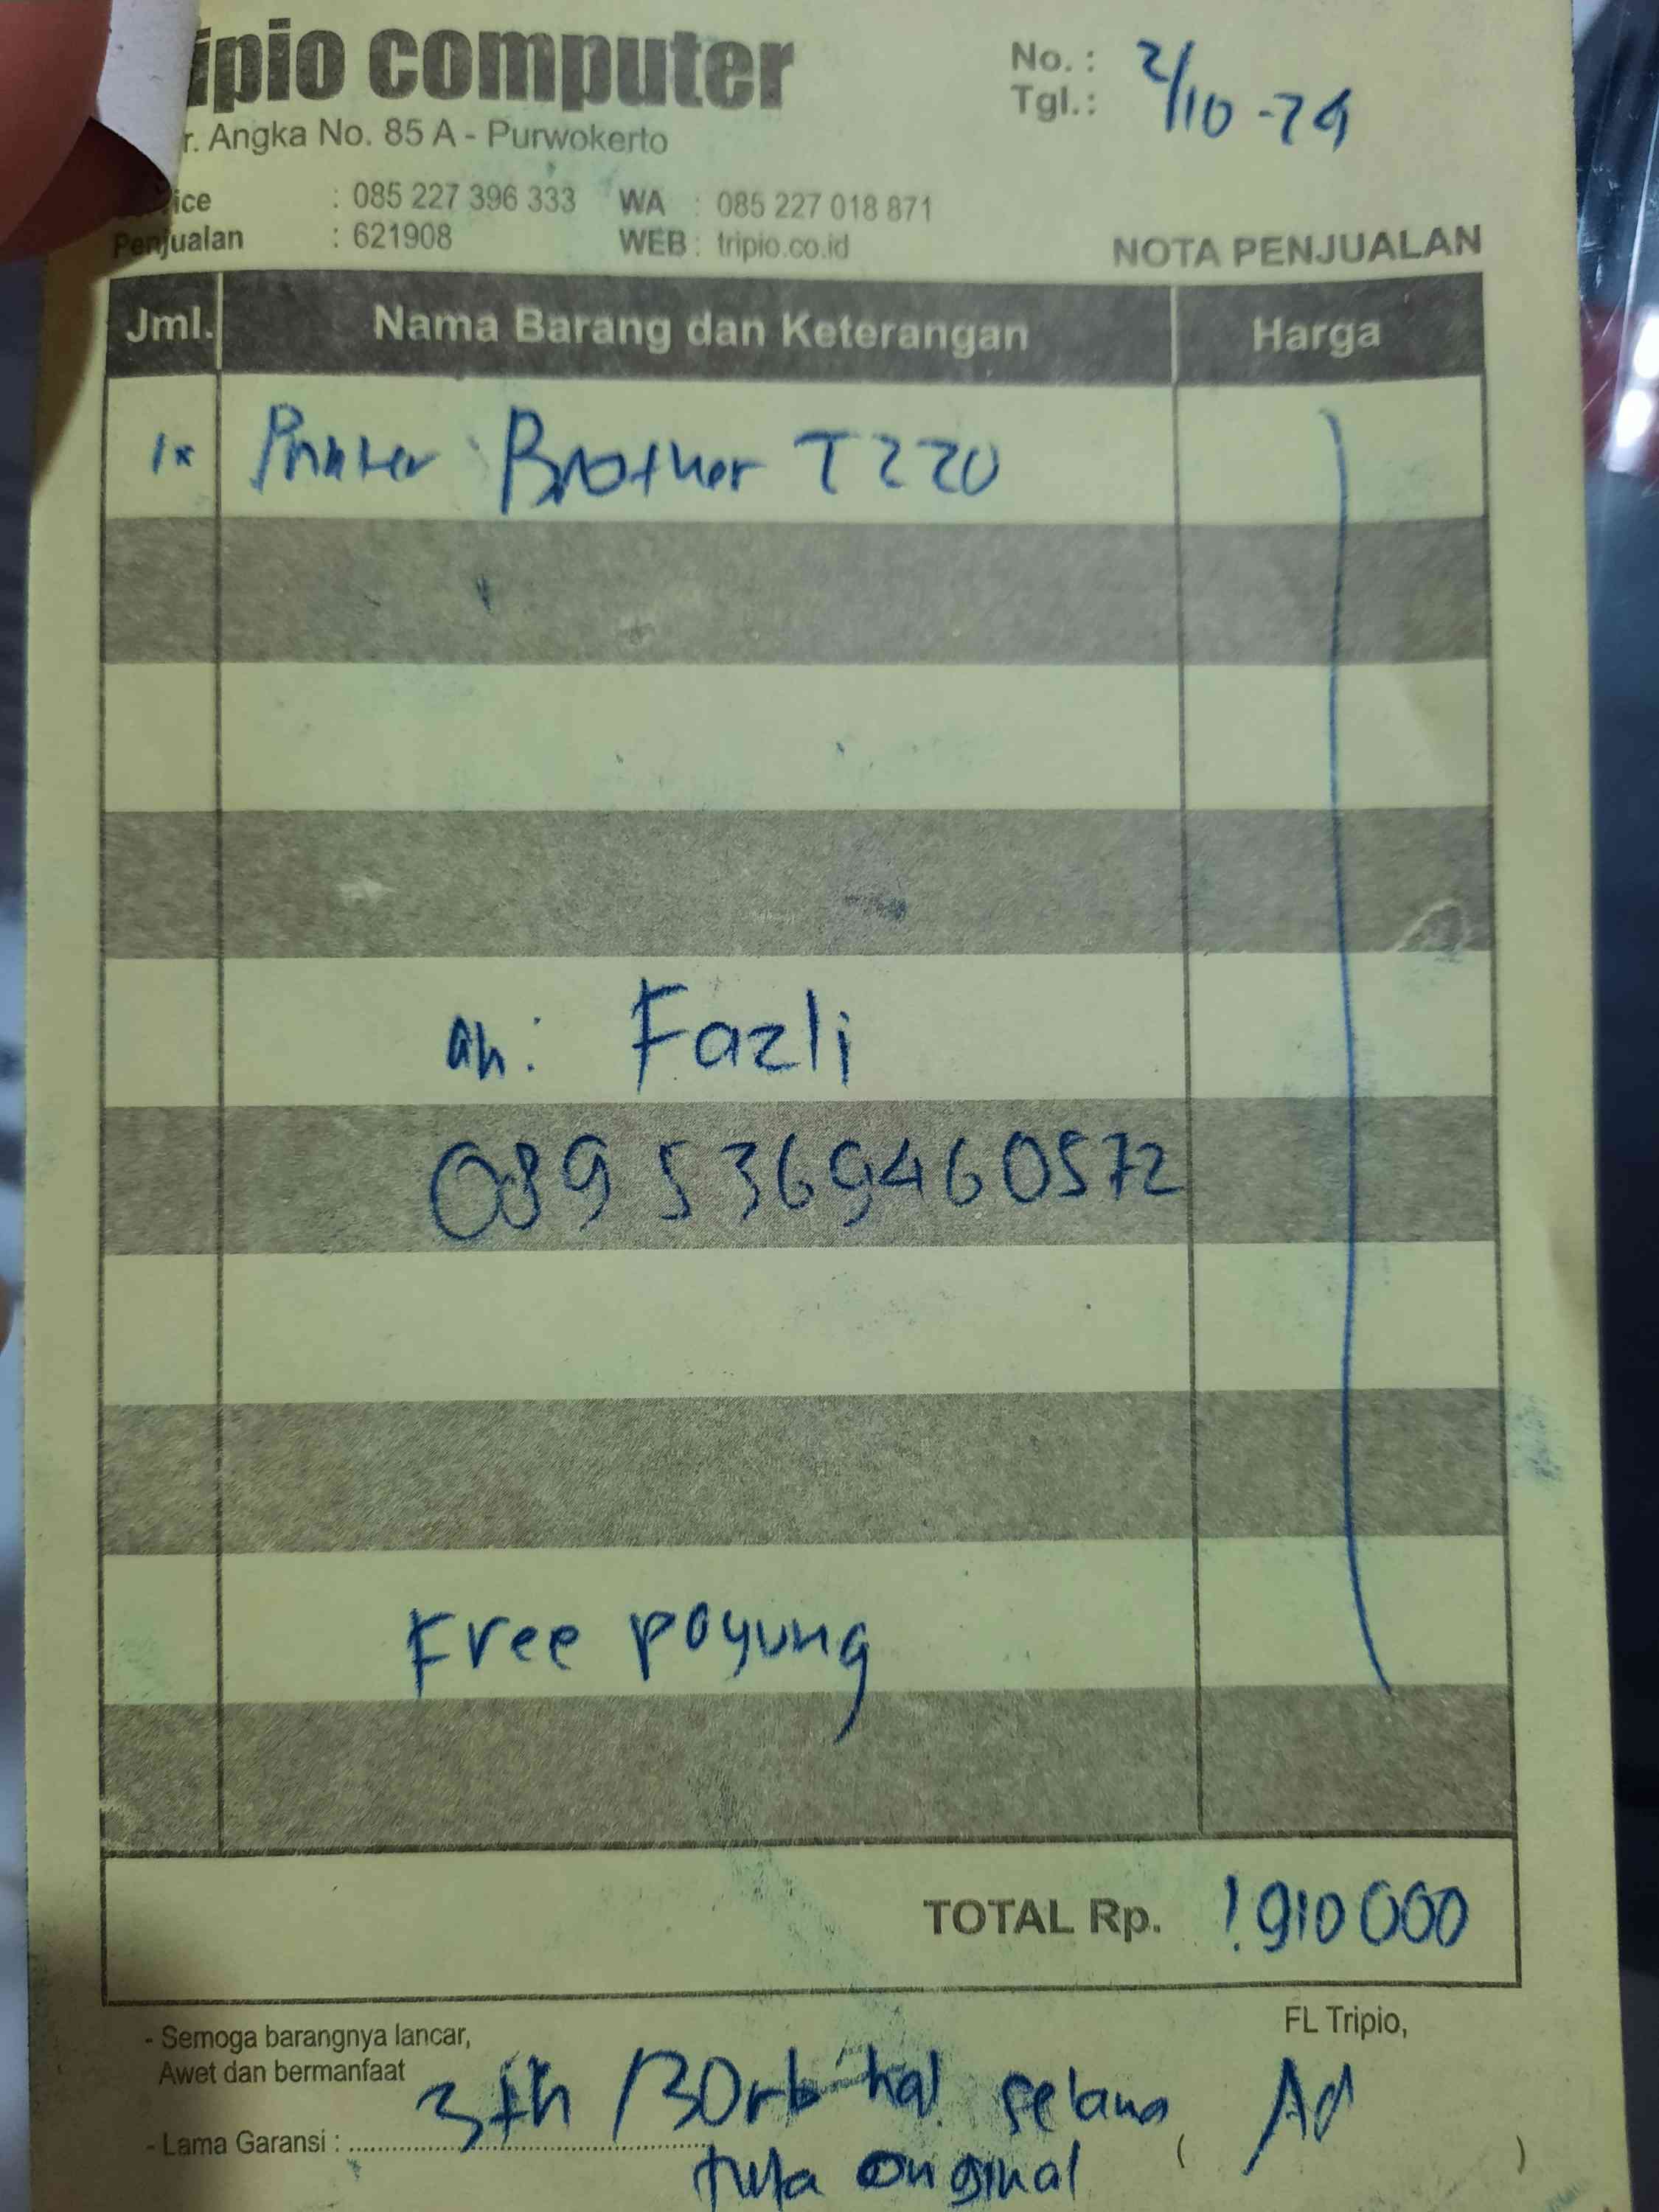 ipio computer
r. Angka No. 85 A - Purwokerto
ice : 085 227 396 333 WA : 085 227 018 871
Penjualan : 621908 WEB : tripio.co.id
No. :
Tgl. : 2/10-24
NOTA PENJUALAN
Jml. Nama Barang dan Keterangan Harga
1x Printer Brother T220
an: Fazli
0895369460572
Free payung
TOTAL Rp. 1.910000
- Semoga barangnya lancar,
Awet dan bermanfaat
FL Tripio,
- Lama Garansi : 3th /30rb hal selama
tinta original